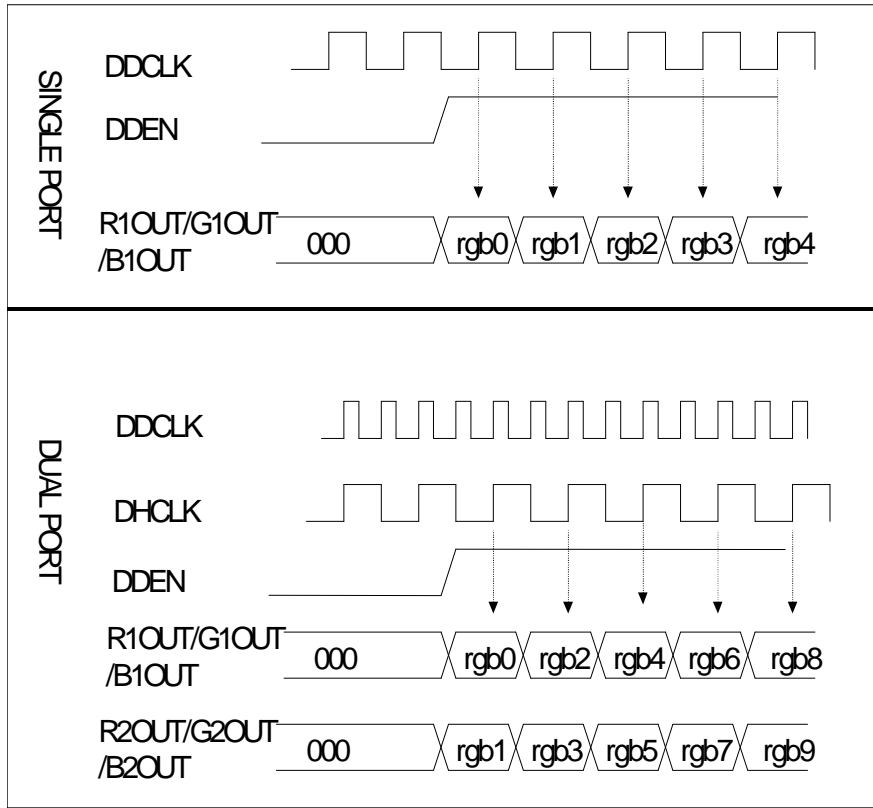 SINGLE PORT
DDCLK
DDEN
R1OUT/G1OUT
/B1OUT
000 rgb0 rgb1 rgb2 rgb3 rgb4
DUAL PORT
DDCLK
DHCLK
DDEN
R1OUT/G1OUT
/B1OUT
000 rgb0 rgb2 rgb4 rgb6 rgb8
R2OUT/G2OUT
/B2OUT
000 rgb1 rgb3 rgb5 rgb7 rgb9